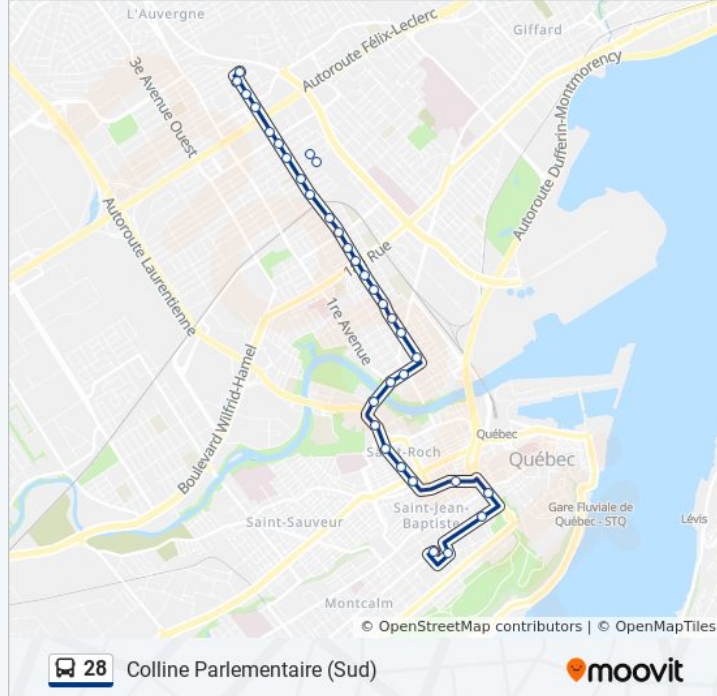 L'Auvergne
Giffard
Autoroute Félix-Leclerc
3e Avenue Ouest
Autoroute Dufferin-Montmorency
Autoroute Laurentienne
Rue
1re Avenue
Boulevard Wilfrid-Hamel
Québec
Québec
Saint-Sauveur
Saint-Jean-
Baptiste
Gare Fluviale de
Québec - STQ
Lévis
Montcalm
© OpenStreetMap contributors | © OpenMapTiles
28 Colline Parlementaire (Sud)
moovit